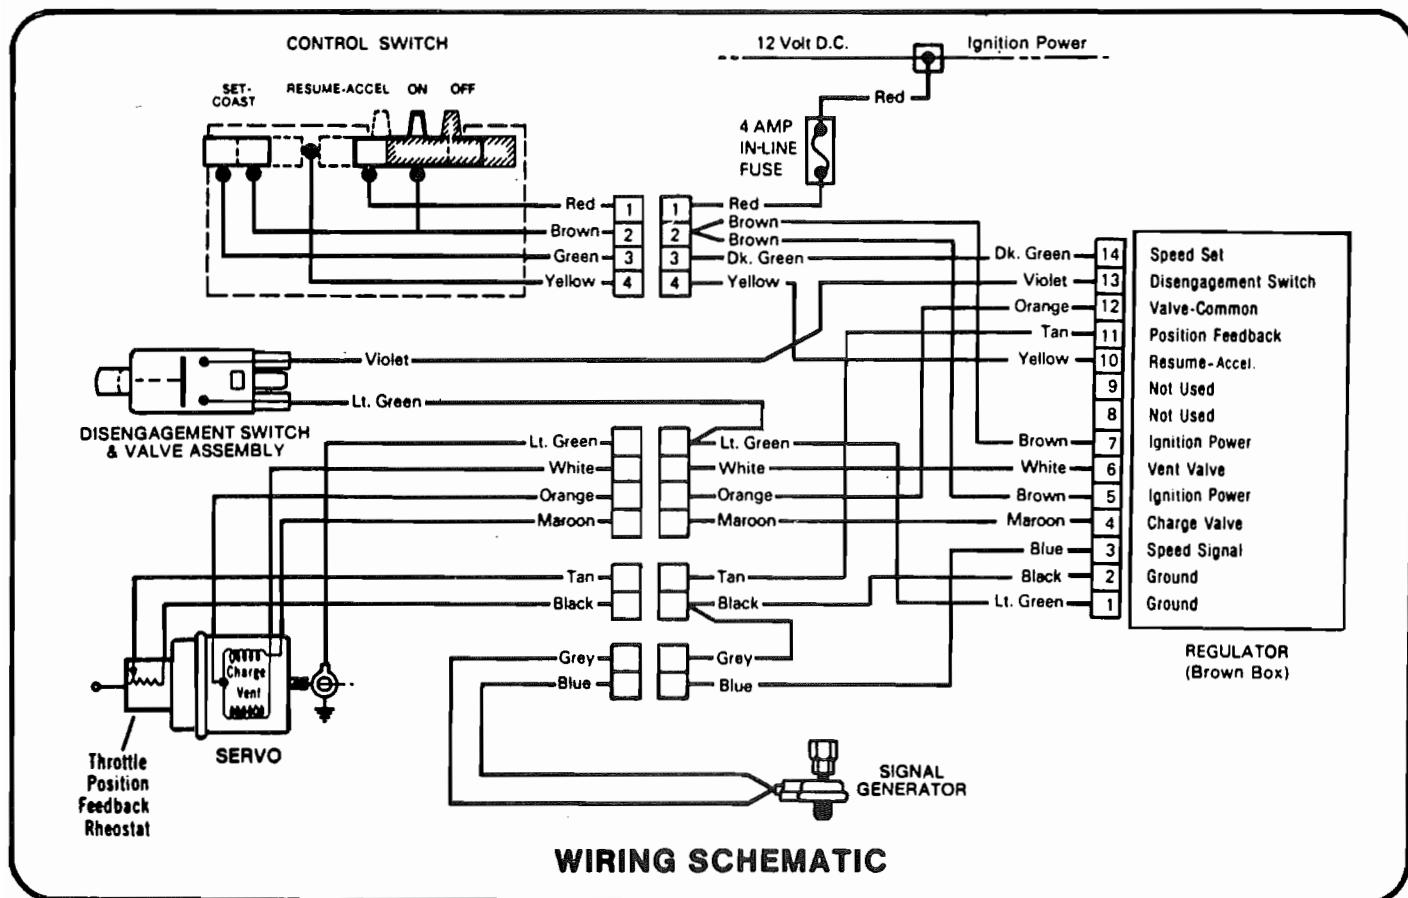 CONTROL SWITCH
SET-
COAST
RESUME-ACCEL
ON
OFF
12 Volt D.C.
Ignition Power
Red
4 AMP
IN-LINE
FUSE
Red 1
Brown 2
Green 3
Yellow 4
1 Red
2 Brown
Brown
3 Dk. Green
4 Yellow
Dk. Green 14 Speed Set
Violet 13 Disengagement Switch
Orange 12 Valve-Common
Tan 11 Position Feedback
Yellow 10 Resume-Accel.
9 Not Used
8 Not Used
Brown 7 Ignition Power
White 6 Vent Valve
Brown 5 Ignition Power
Maroon 4 Charge Valve
Blue 3 Speed Signal
Black 2 Ground
Lt. Green 1 Ground
REGULATOR
(Brown Box)
Violet
Lt. Green
DISENGAGEMENT SWITCH
& VALVE ASSEMBLY
Lt. Green
White
Orange
Maroon
Tan
Black
Grey
Blue
Lt. Green
White
Orange
Maroon
Tan
Black
Grey
Blue
Charge
Vent
SERVO
Throttle
Position
Feedback
Rheostat
SIGNAL
GENERATOR
WIRING SCHEMATIC